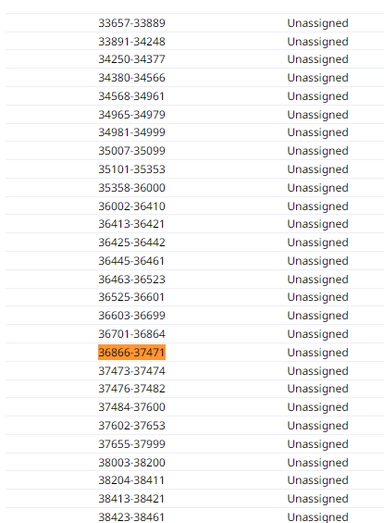 33657-33889 Unassigned
33891-34248 Unassigned
34250-34377 Unassigned
34380-34566 Unassigned
34568-34961 Unassigned
34965-34979 Unassigned
34981-34999 Unassigned
35007-35099 Unassigned
35101-35353 Unassigned
35358-36000 Unassigned
36002-36410 Unassigned
36413-36421 Unassigned
36425-36442 Unassigned
36445-36461 Unassigned
36463-36523 Unassigned
36525-36601 Unassigned
36603-36699 Unassigned
36701-36864 Unassigned
36866-37471 Unassigned
37473-37474 Unassigned
37476-37482 Unassigned
37484-37600 Unassigned
37602-37653 Unassigned
37655-37999 Unassigned
38003-38200 Unassigned
38204-38411 Unassigned
38413-38421 Unassigned
38423-38461 Unassigned